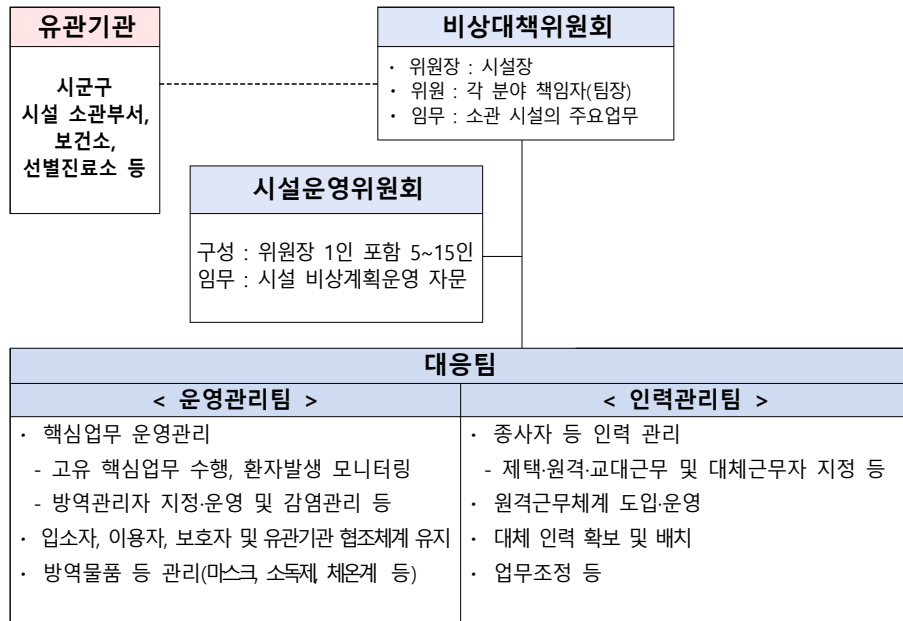 유관기관
시군구
시설 소관부서,
보건소,
선별진료소 등
비상대책위원회
· 위원장 : 시설장
· 위원 : 각 분야 책임자(팀장)
· 임무 : 소관 시설의 주요업무
시설운영위원회
구성 : 위원장 1인 포함 5~15인
임무 : 시설 비상계획운영 자문
대응팀
< 운영관리팀 >
· 핵심업무 운영관리
- 고유 핵심업무 수행, 환자발생 모니터링
- 방역관리자 지정·운영 및 감염관리 등
· 입소자, 이용자, 보호자 및 유관기관 협조체계 유지
· 방역물품 등 관리(마스크, 소독제, 체온계 등)
< 인력관리팀 >
· 종사자 등 인력 관리
- 제택·원격·교대근무 및 대체근무자 지정 등
· 원격근무체계 도입·운영
· 대체 인력 확보 및 배치
· 업무조정 등